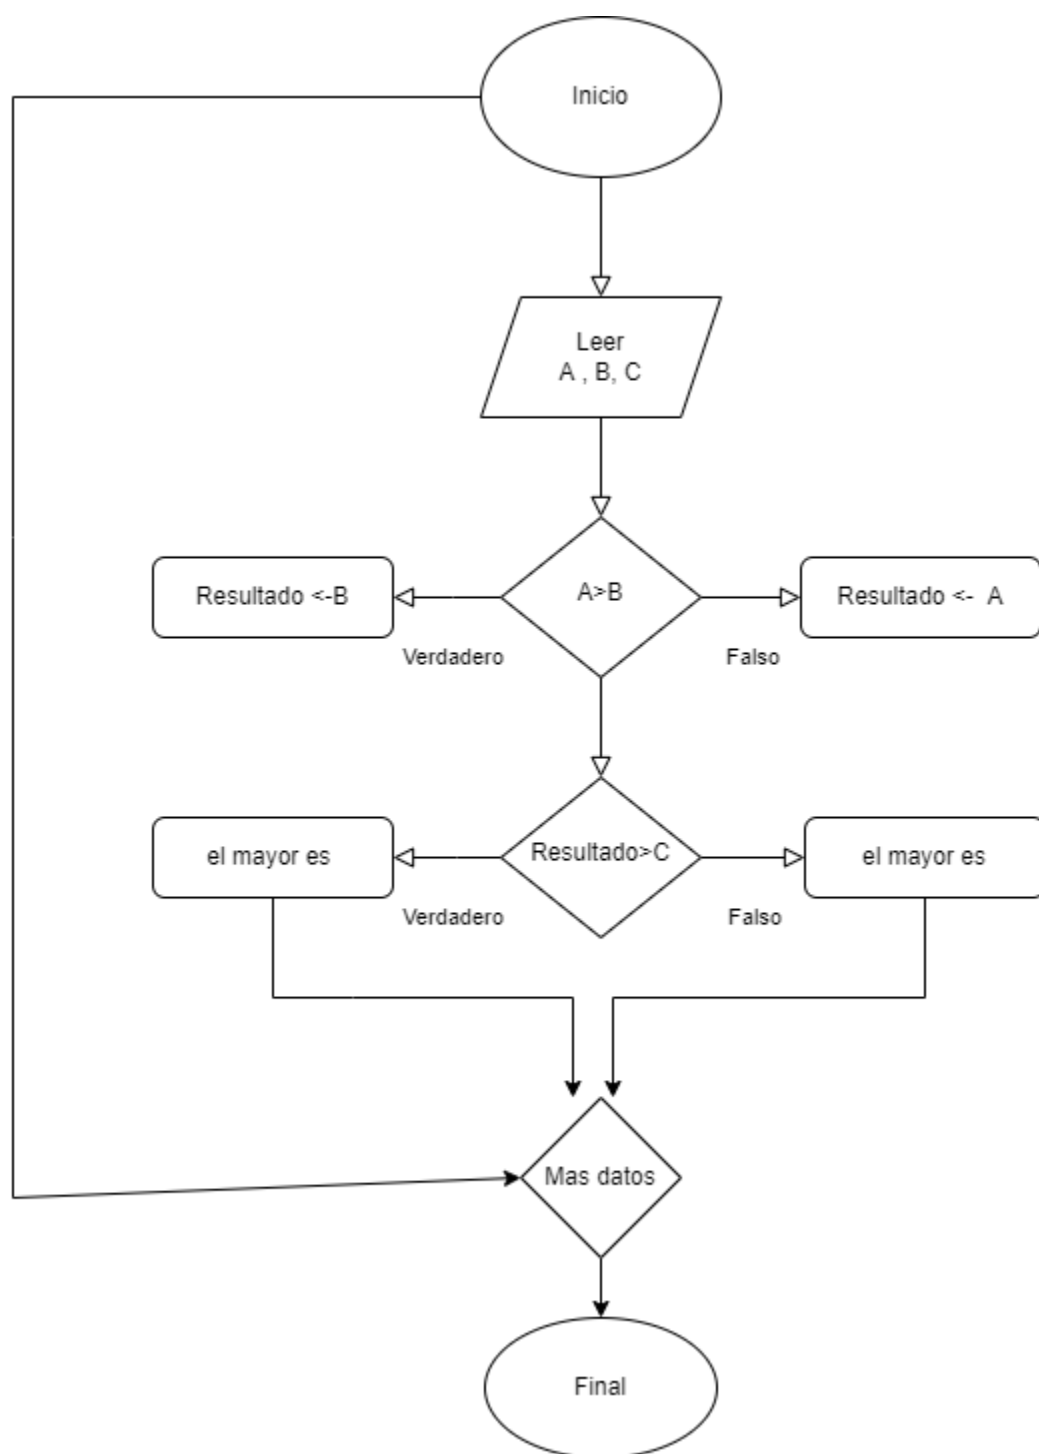 Inicio
Leer
A , B, C
Resultado <-B
A>B
Resultado <- A
Verdadero
Falso
el mayor es
Resultado>C
el mayor es
Verdadero
Falso
Mas datos
Final